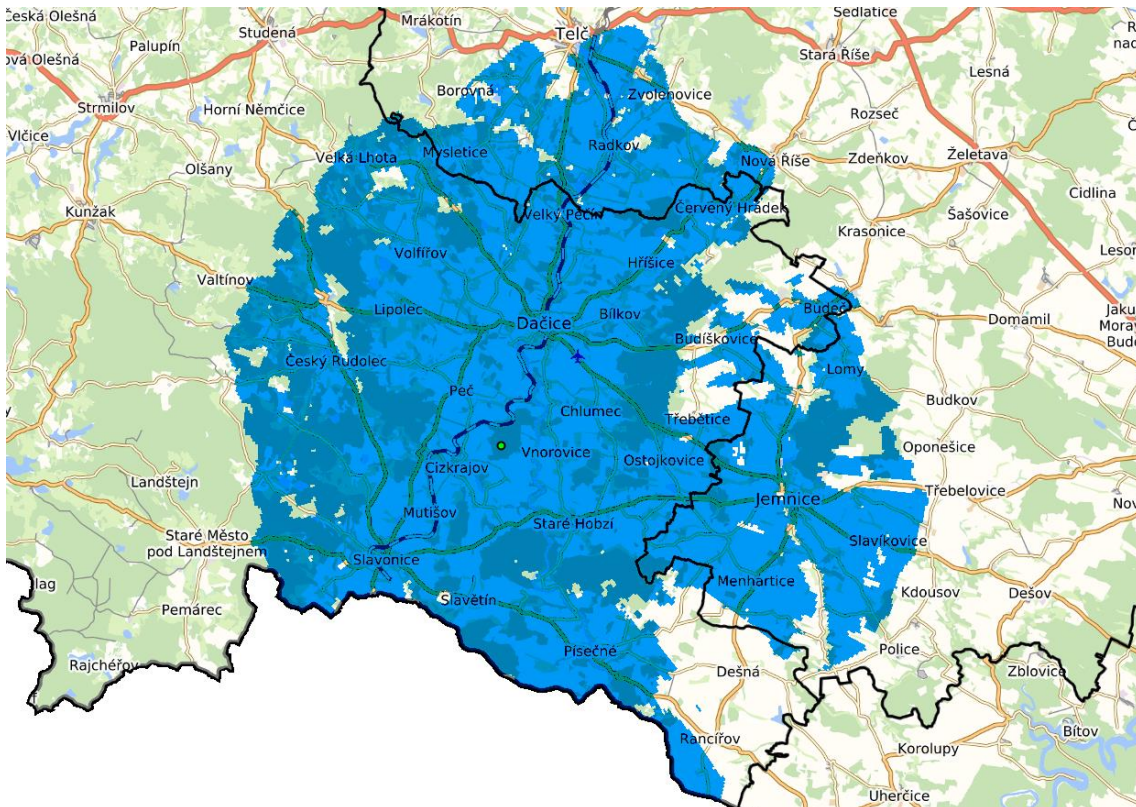 Česká Olešná
Studená
Mrákotín
Telč
Sedlatice
Palupín
Stará Říše
Lesná
Strmilov
Horní Němčice
Borovná
Zvolenovice
Rozseč
Vlčice
Olšany
Velká Lhota
Mysletice
Radkov
Nová Říše
Zdeňkov
Želetava
Cidlina
Kunžak
Velký Pěčín
Červený Hrádek
Šašovice
Krasonice
Valtínov
Volfířov
Hříšice
Lipolec
Dačice
Bílkov
Budeč
Domamil
Budíškovice
Český Rudolec
Lomy
Peč
Chlumec
Třebětice
Budkov
Oponešice
Landštejn
Cizkrajov
Vnorovice
Ostojkovice
Jemnice
Třebelovice
Mutišov
Staré Hobzí
Staré Město
pod Landštejnem
Slavonice
Slavíkovice
Menhartice
Pemárec
Slavětín
Kdousov
Dešov
Rajchéřov
Písečné
Dešná
Police
Zblovice
Rancířov
Korolupy
Bítov
Uherčice